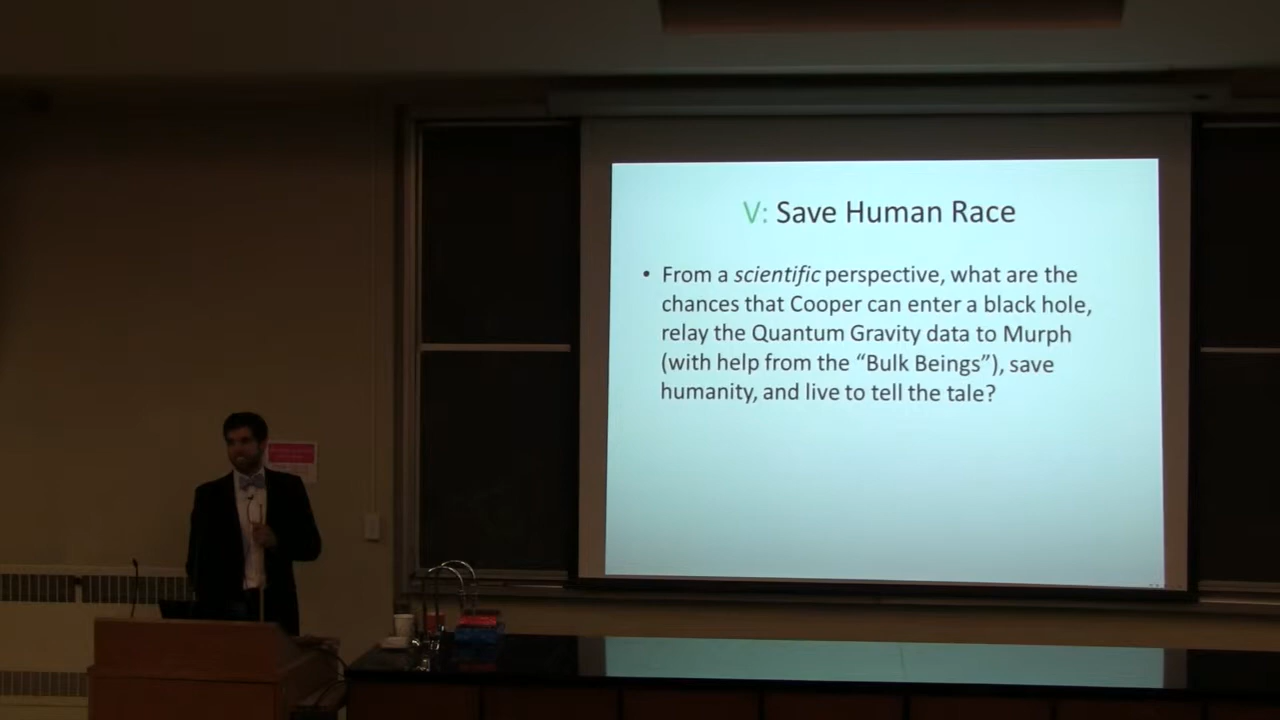 V: Save Human Race
• From a scientific perspective, what are the
chances that Cooper can enter a black hole,
relay the Quantum Gravity data to Murph
(with help from the “Bulk Beings”), save
humanity, and live to tell the tale?